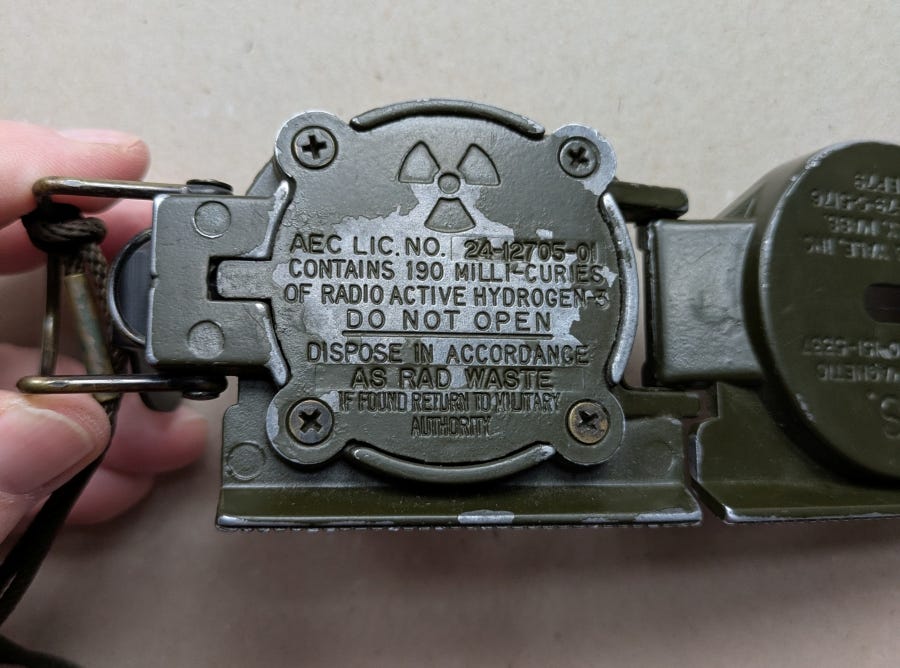 AEC LIC. NO. 24-12705-01
CONTAINS 190 MILLI-CURIES
OF RADIO ACTIVE HYDROGEN-3
DO NOT OPEN
DISPOSE IN ACCORDANCE
AS RAD WASTE
IF FOUND RETURN TO MILITARY
AUTHORITY
MAGNETIC